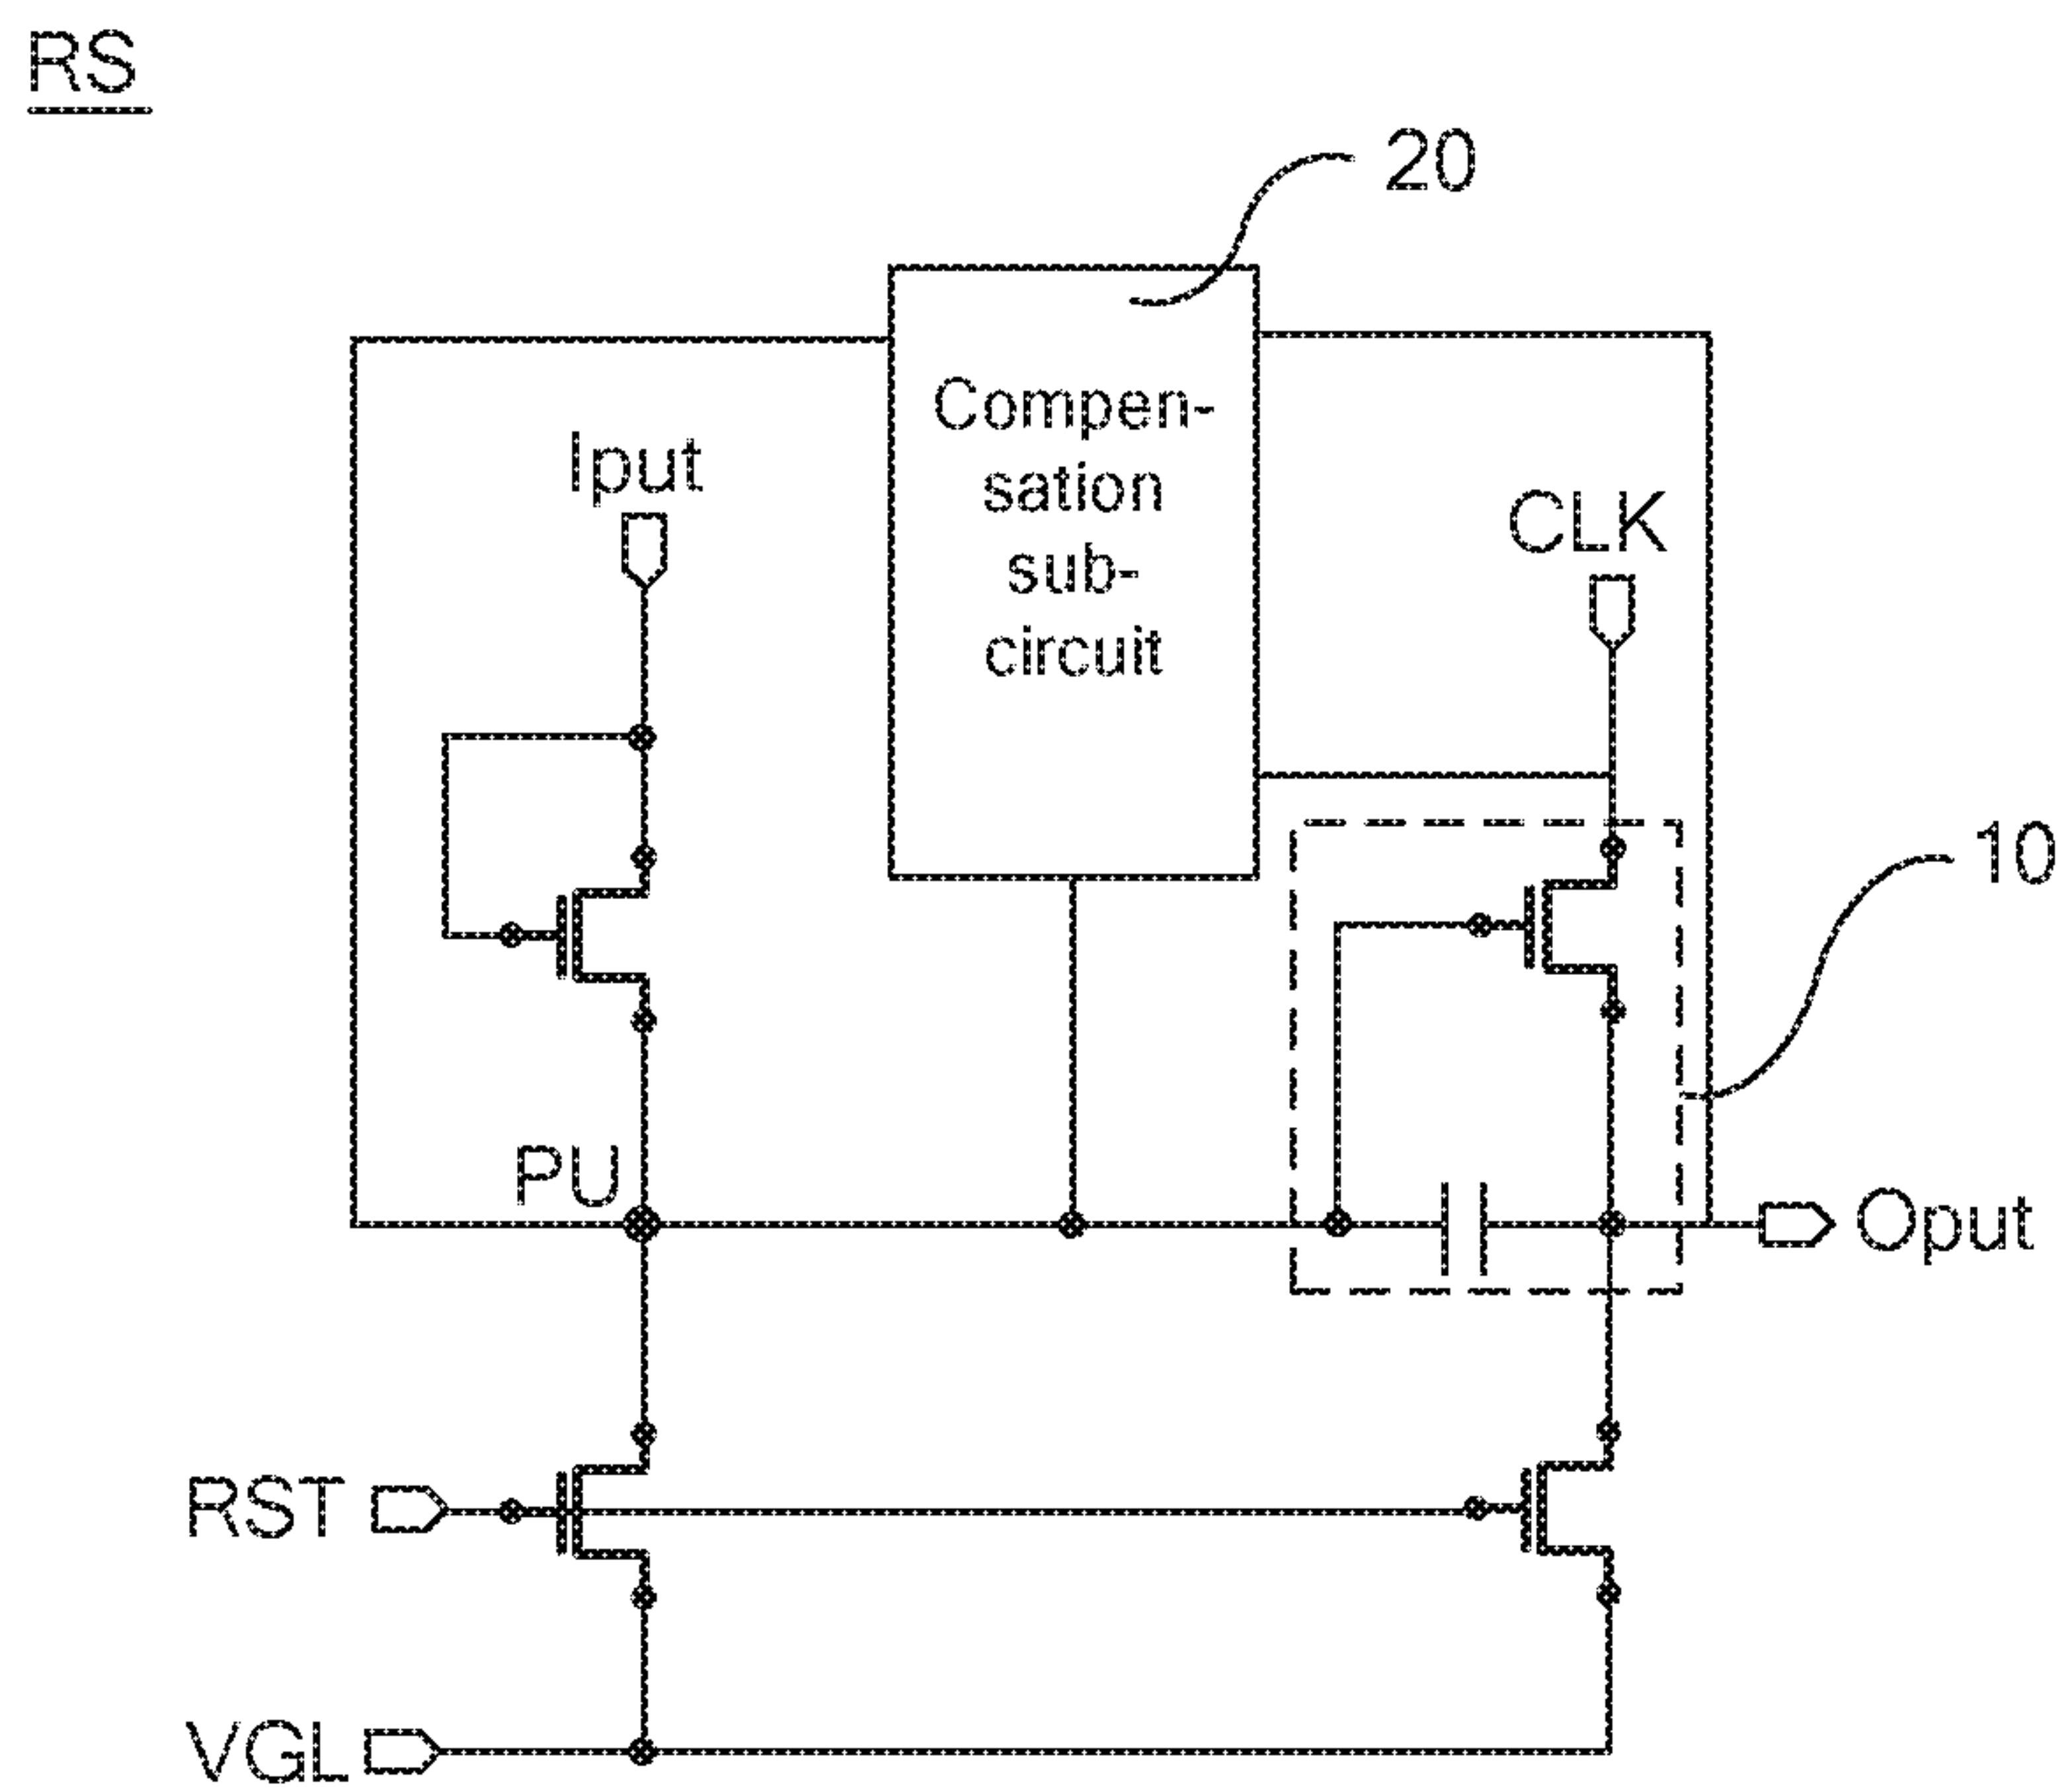 RS
20
Compen-
sation
sub-
circuit
Iput
CLK
10
PU
Oput
RST
VGL